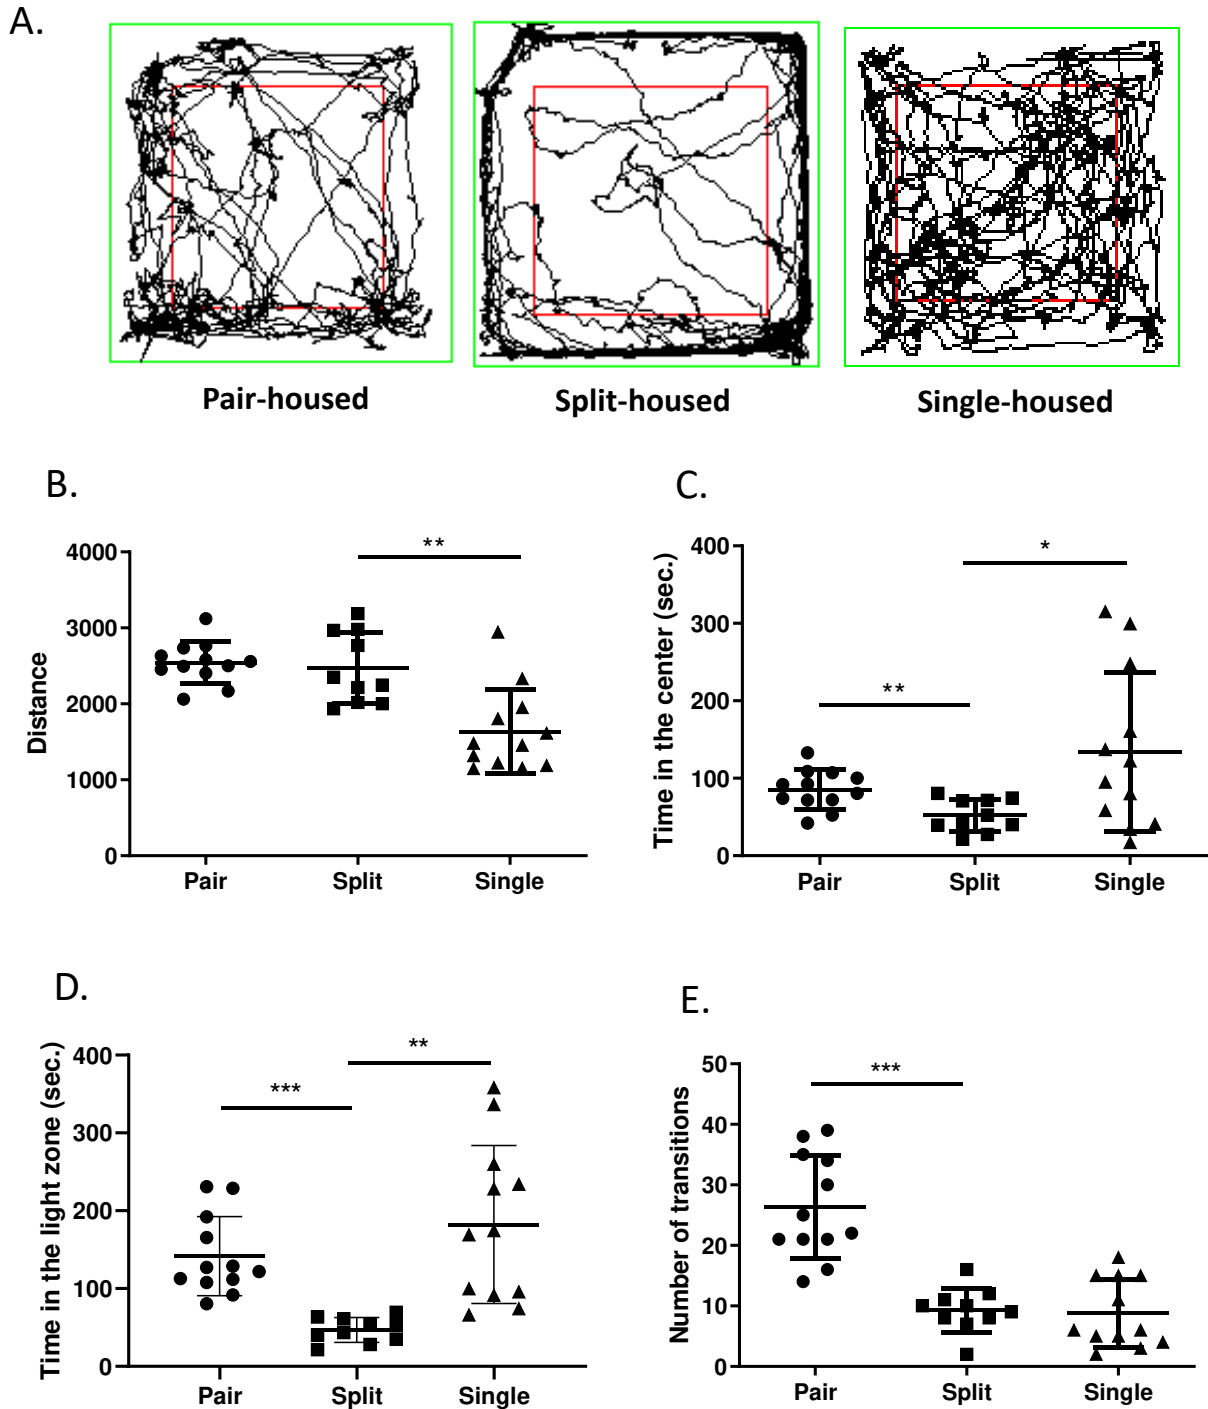 A.
Pair-housed
Split-housed
Single-housed
B.
C.
**
4000
3000
2000
1000
0
Distance
Pair
Split
Single
*
**
400
300
200
100
0
Time in the center (sec.)
Pair
Split
Single
D.
E.
**
***
400
300
200
100
0
Time in the light zone (sec.)
Pair
Split
Single
***
50
40
30
20
10
0
Number of transitions
Pair
Split
Single